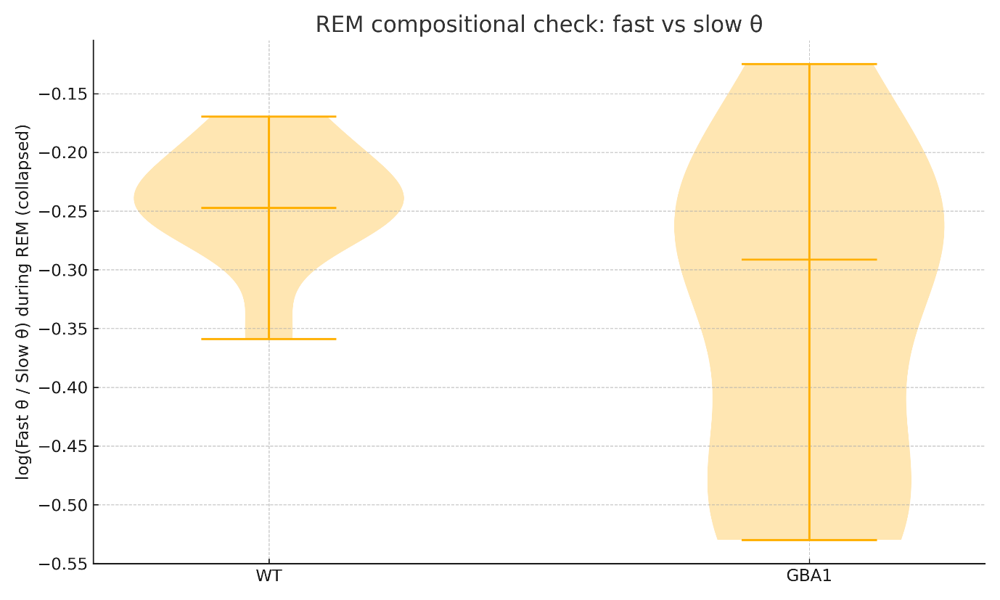 REM compositional check: fast vs slow θ
log(Fast θ / Slow θ) during REM (collapsed)
−0.15
−0.20
−0.25
−0.30
−0.35
−0.40
−0.45
−0.50
−0.55
WT
GBA1